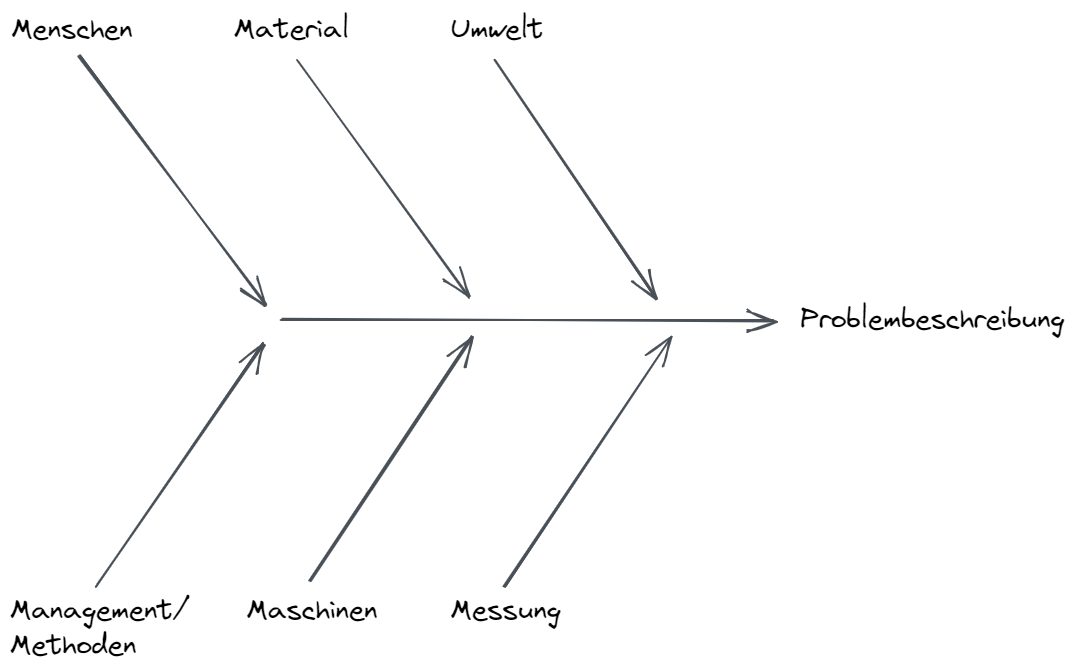 Menschen
Material
Umwelt
Problembeschreibung
Management/
Methoden
Maschinen
Messung